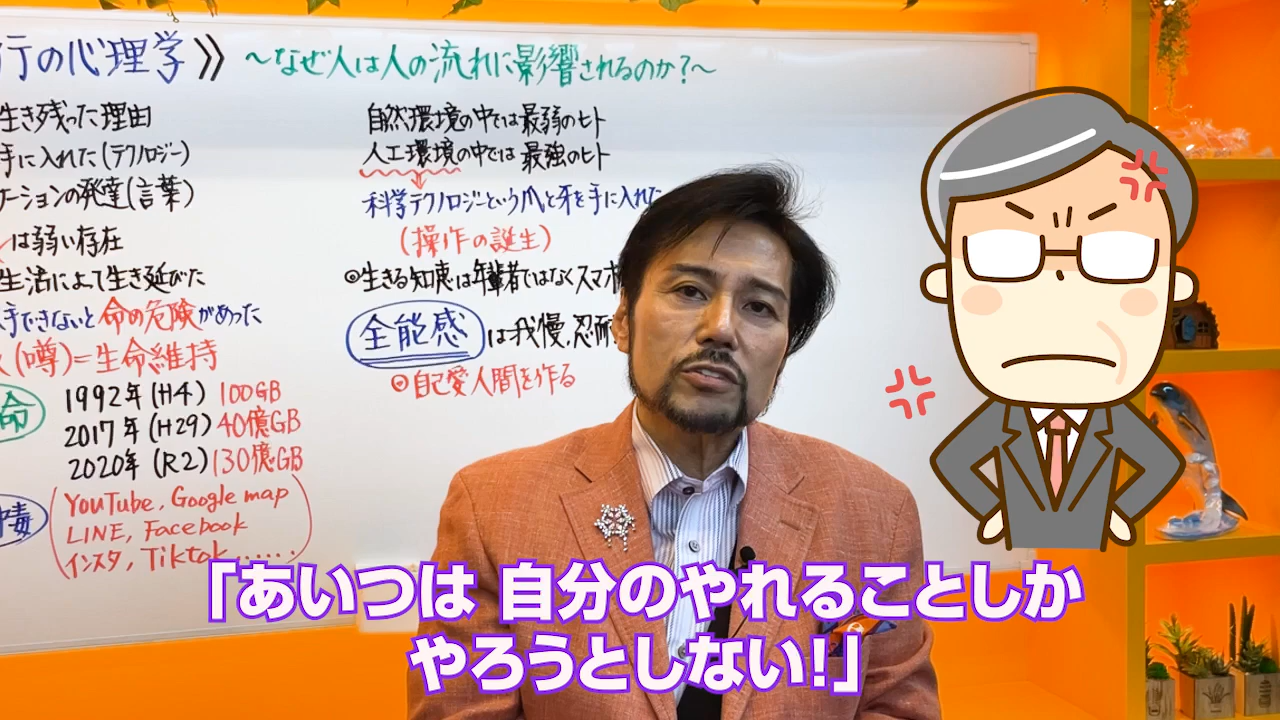 行の心理学》 ～なぜ人は人の流れに影響されるのか?～
生き残った理由
手に入れた(テクノロジー)
ーションの発達(言葉)
は弱い存在
生活によって生き延びた
手できないと命の危険があった
(噂)=生命維持
命
1992年(H4) 100GB
2017年(H29) 40億GB
2020年(R2) 130億GB
毒
YouTube, Google map
LINE, Facebook
インスタ, Tiktok, .....
自然環境の中では最弱のヒト
人工環境の中では最強のヒト
科学テクノロジーという爪と牙を手に入れた
(操作の誕生)
◎生きる知恵は年輩者ではなくスマホ
全能感は我慢,忍耐
◎自己愛人間を作る
「あいつは 自分のやれることしか
やろうとしない!」